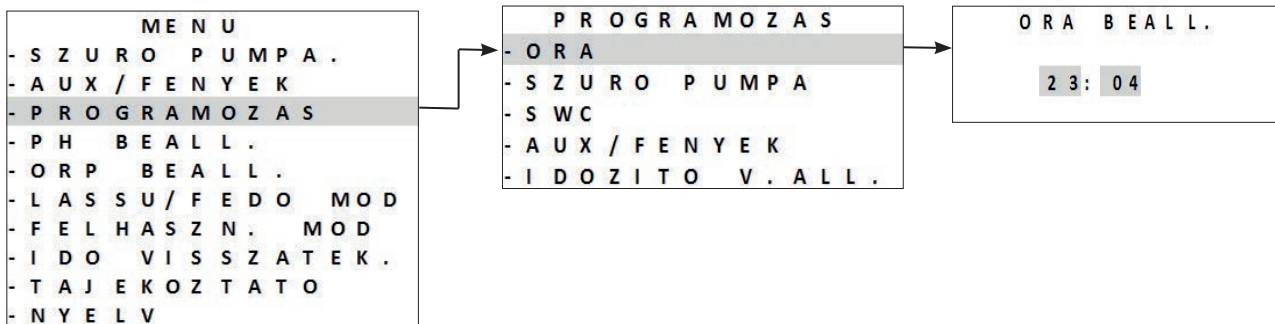 MENU
- SZURO PUMPA.
- AUX/FENYEK
- PROGRAMOZAS
- PH BEALL.
- ORP BEALL.
- LASSU/FEDO MOD
- FELHASZN. MOD
- IDO VISSZATEK.
- TAJEKOZTATO
- NYELV
PROGRAMOZAS
- ORA
- SZURO PUMPA
- SWC
- AUX/FENYEK
- IDOZITO V.ALL.
ORA BEALL.
23: 04